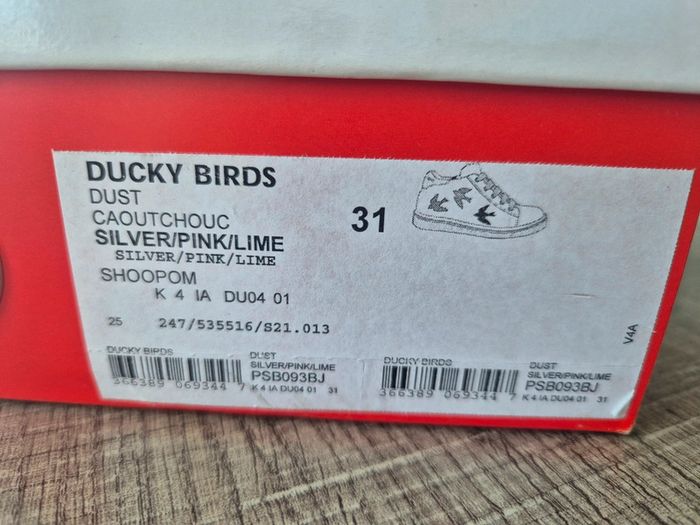 DUCKY BIRDS
DUST
CAOUTCHOUC
SILVER/PINK/LIME
SILVER/PINK/LIME
31
SHOOPOM
K 4 IA DU04 01
25 247/535516/S21.013
V4A
DUCKY BIRDS DUST
SILVER/PINK/LIME
PSB093BJ
366389 069344 7 K 4 IA DU04 01 31
DUCKY BIRDS DUST
SILVER/PINK/LIME
PSB093BJ
366389 069344 7 K 4 IA DU04 01 31